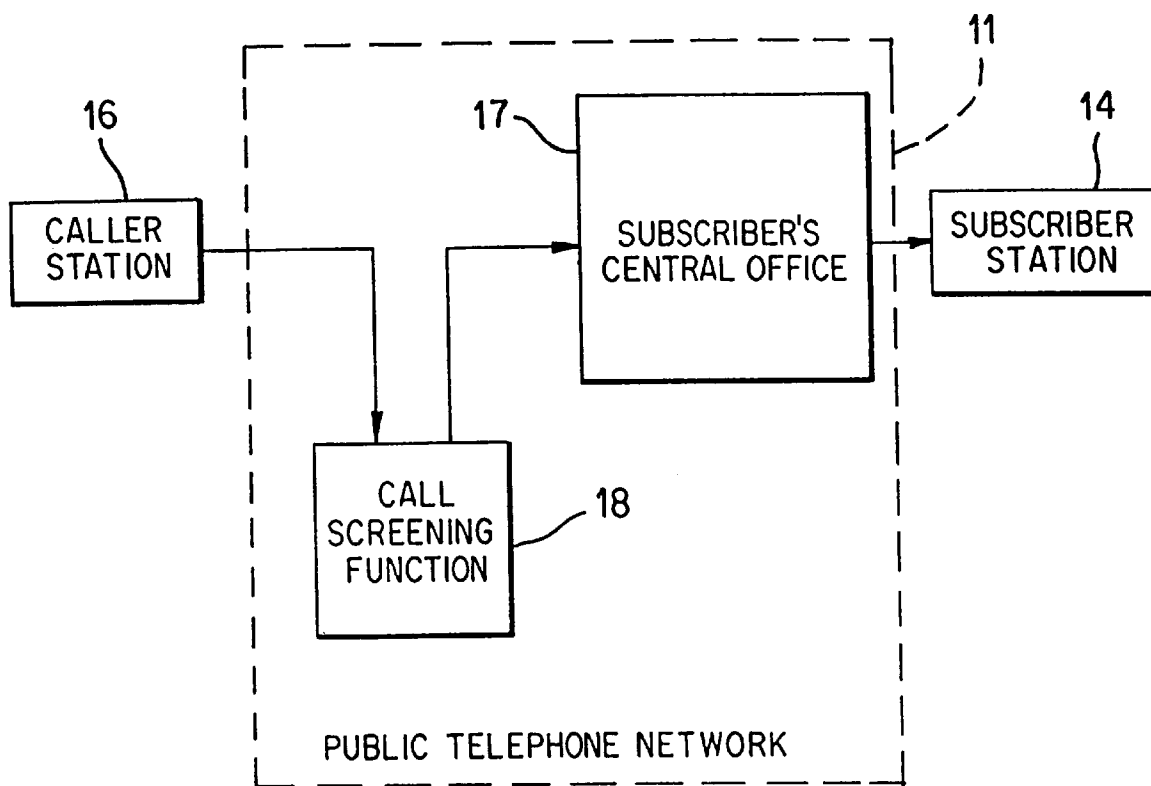 11
16
17
14
CALLER
STATION
SUBSCRIBER'S
CENTRAL OFFICE
SUBSCRIBER
STATION
CALL
SCREENING
FUNCTION
18
PUBLIC TELEPHONE NETWORK